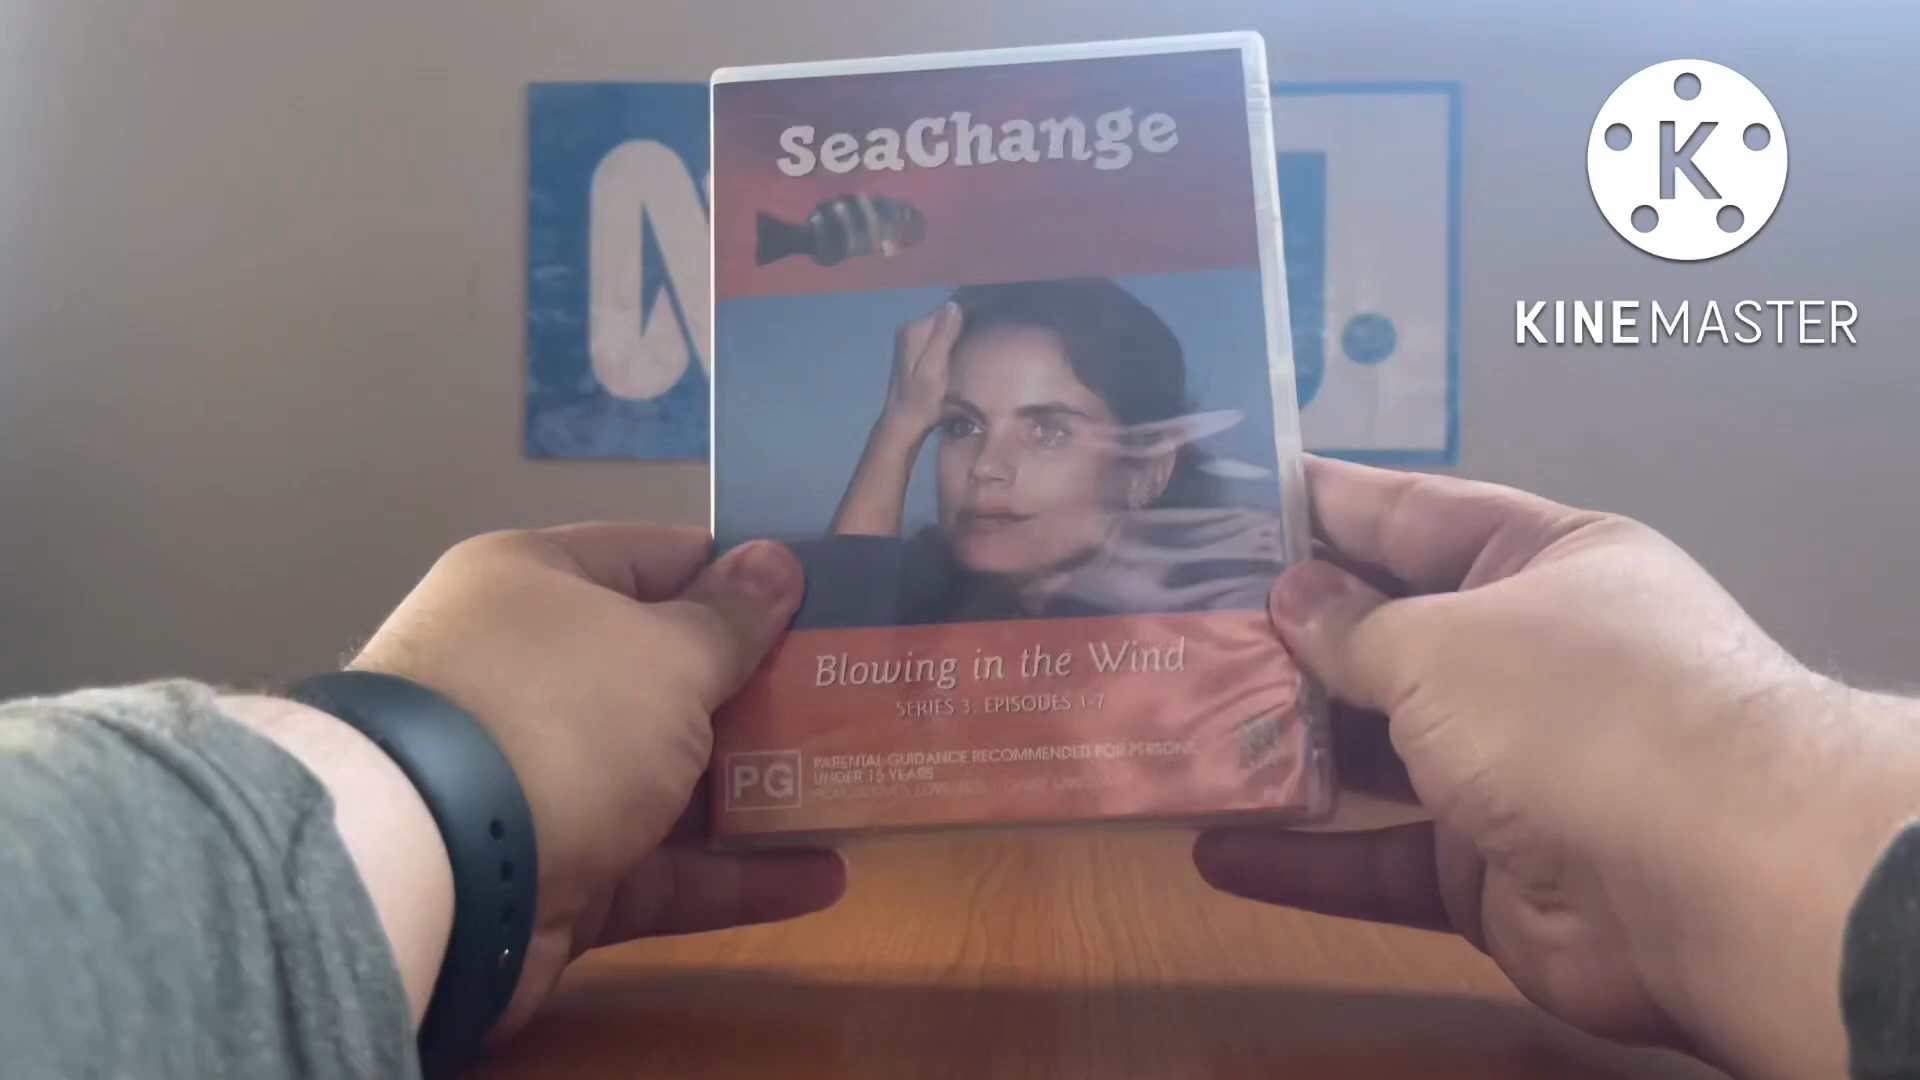 SeaChange
KINEMASTER
Blowing in the Wind
SERIES 3: EPISODES 1-7
PG
PARENTAL GUIDANCE RECOMMENDED FOR PERSONS
UNDER 15 YEARS